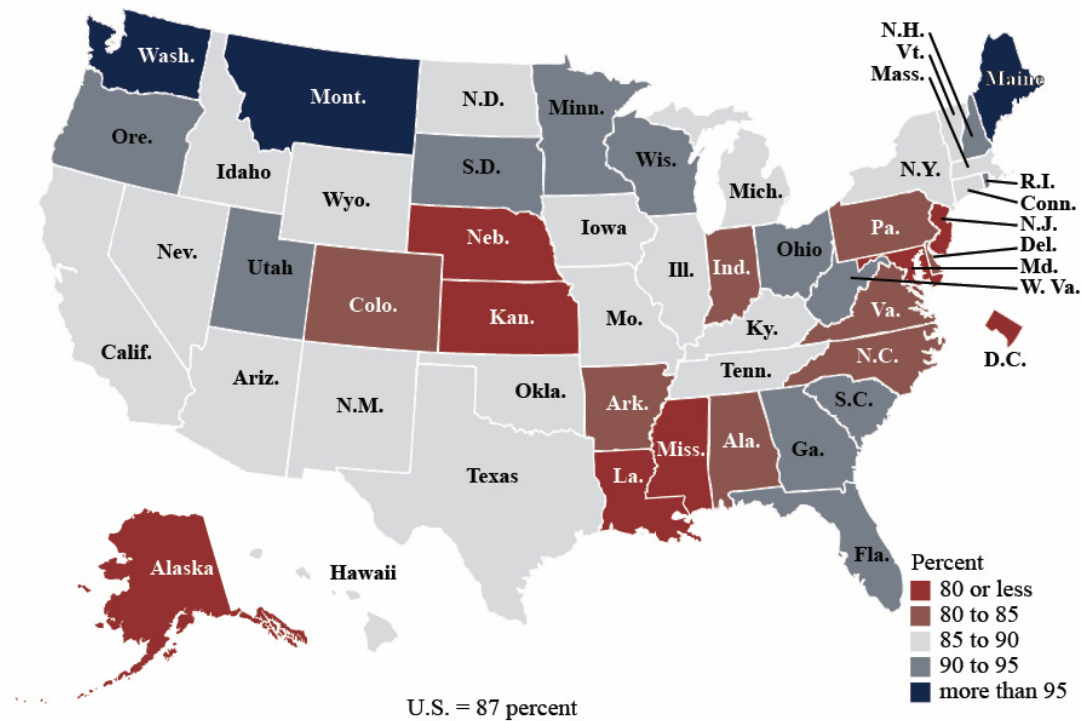 N.H.
Vt.
Mass.
Wash.
Maine
Mont.
N.D.
Minn.
Ore.
Idaho
S.D.
Wis.
N.Y.
Mich.
Wyo.
R.I.
Conn.
N.J.
Del.
Md.
W. Va.
Neb.
Iowa
Pa.
Nev.
Utah
Ill.
Ind.
Ohio
Colo.
Kan.
Mo.
Ky.
Va.
D.C.
Calif.
Ariz.
N.M.
Okla.
Tenn.
N.C.
Ark.
S.C.
Miss.
Ala.
Ga.
Texas
La.
Fla.
Alaska
Hawaii
Percent
80 or less
80 to 85
85 to 90
90 to 95
more than 95
U.S. = 87 percent